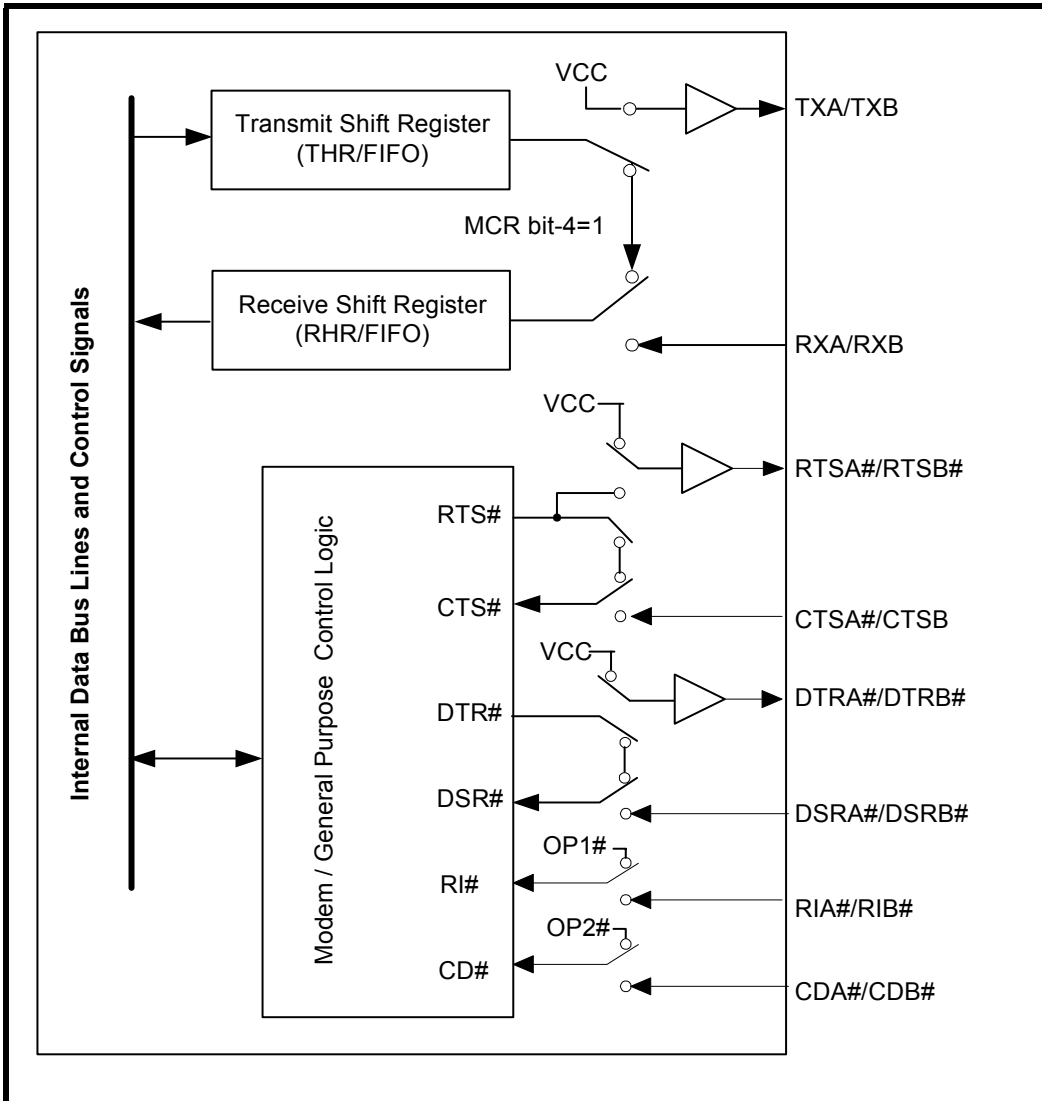 VCC
TXA/TXB
Transmit Shift Register
(THR/FIFO)
MCR bit-4=1
Receive Shift Register
(RHR/FIFO)
RXA/RXB
Internal Data Bus Lines and Control Signals
VCC
RTSA#/RTSB#
Modem / General Purpose Control Logic
RTS#
CTS#
CTSA#/CTSB
VCC
DTR#
DTRA#/DTRB#
DSR#
DSRA#/DSRB#
OP1#
RI#
RIA#/RIB#
OP2#
CD#
CDA#/CDB#